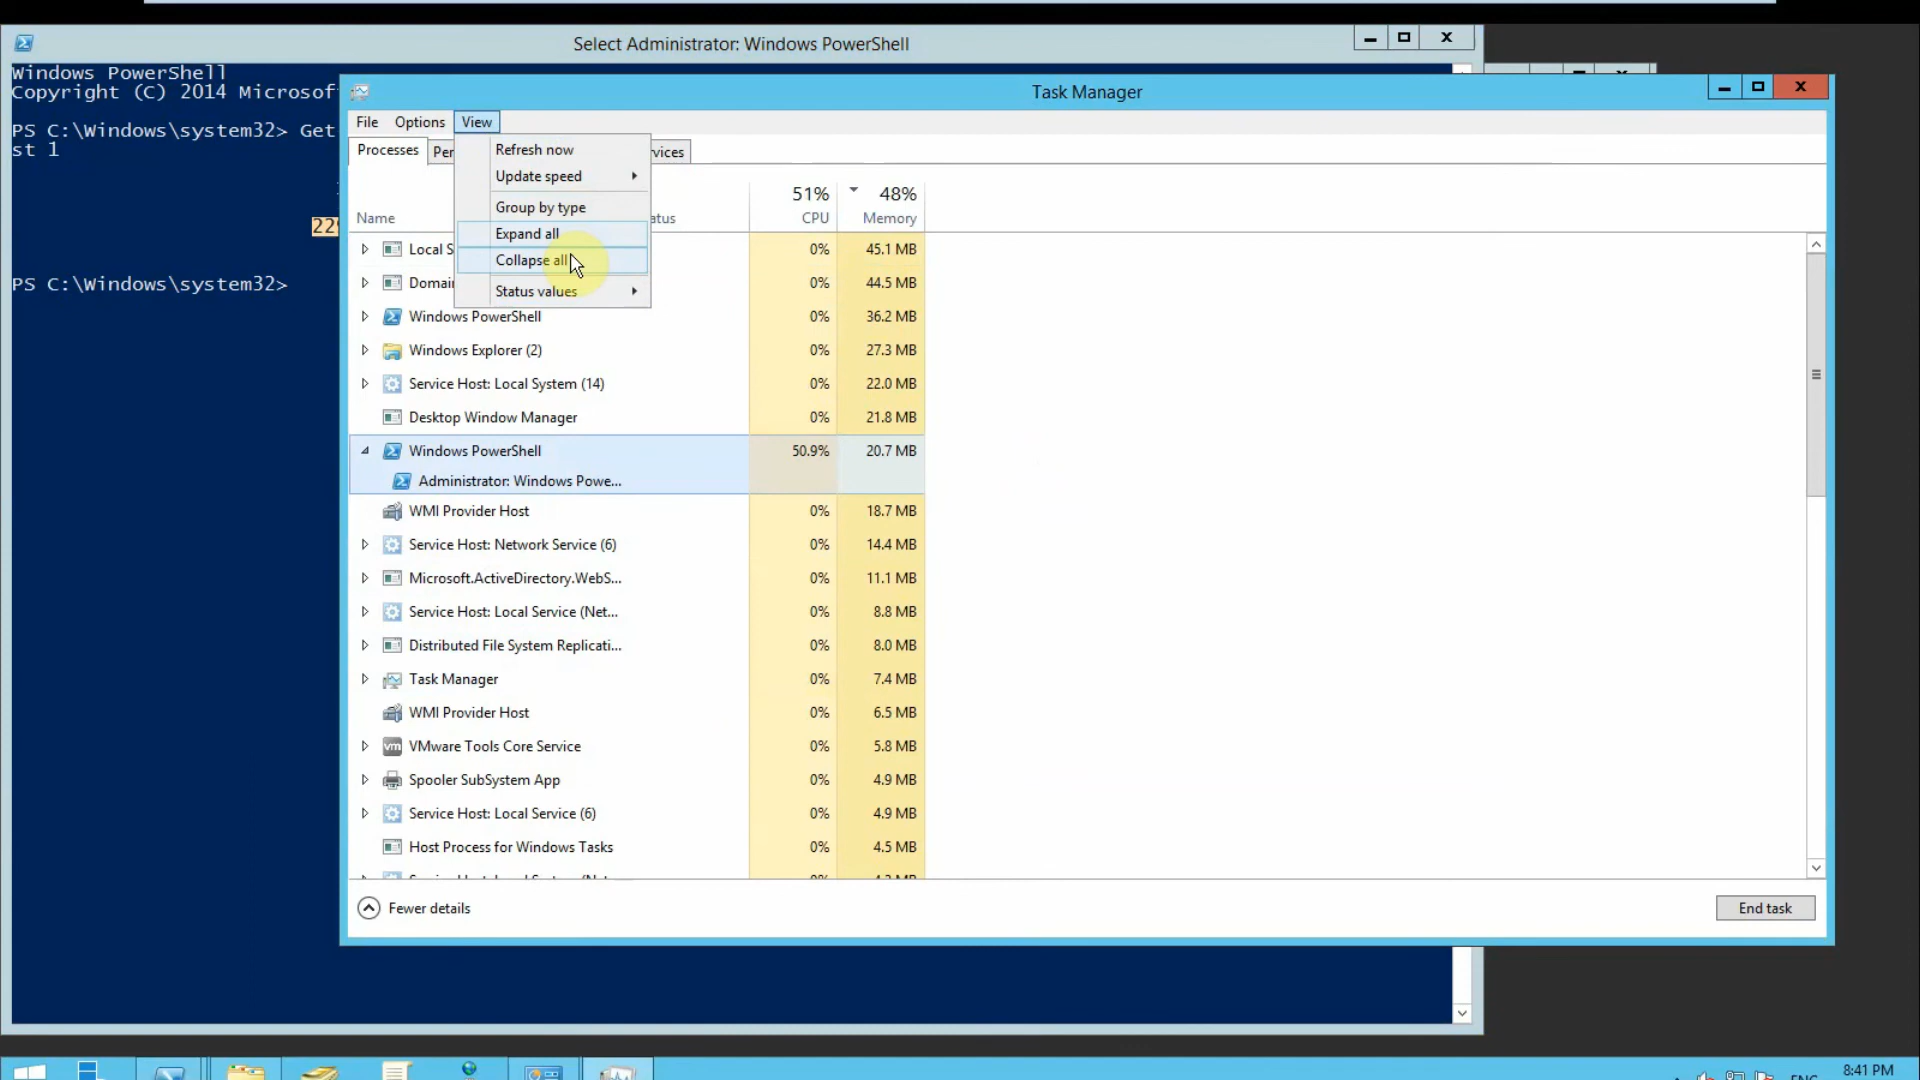 Select Administrator: Windows PowerShell
Windows PowerShell
Copyright (C) 2014 Microsof
PS C:\Windows\system32> Get
st 1
229
PS C:\Windows\system32>
Task Manager
File Options View
Processes Per vices
Refresh now
Update speed
Group by type
Expand all
Collapse all
Status values
51% 48%
Name atus CPU Memory
Local S 0% 45.1 MB
Domai 0% 44.5 MB
Windows PowerShell 0% 36.2 MB
Windows Explorer (2) 0% 27.3 MB
Service Host: Local System (14) 0% 22.0 MB
Desktop Window Manager 0% 21.8 MB
Windows PowerShell 50.9% 20.7 MB
Administrator: Windows Powe...
WMI Provider Host 0% 18.7 MB
Service Host: Network Service (6) 0% 14.4 MB
Microsoft.ActiveDirectory.WebS... 0% 11.1 MB
Service Host: Local Service (Net... 0% 8.8 MB
Distributed File System Replicati... 0% 8.0 MB
Task Manager 0% 7.4 MB
WMI Provider Host 0% 6.5 MB
vm VMware Tools Core Service 0% 5.8 MB
Spooler SubSystem App 0% 4.9 MB
Service Host: Local Service (6) 0% 4.9 MB
Host Process for Windows Tasks 0% 4.5 MB
Fewer details
End task
ENG 8:41 PM